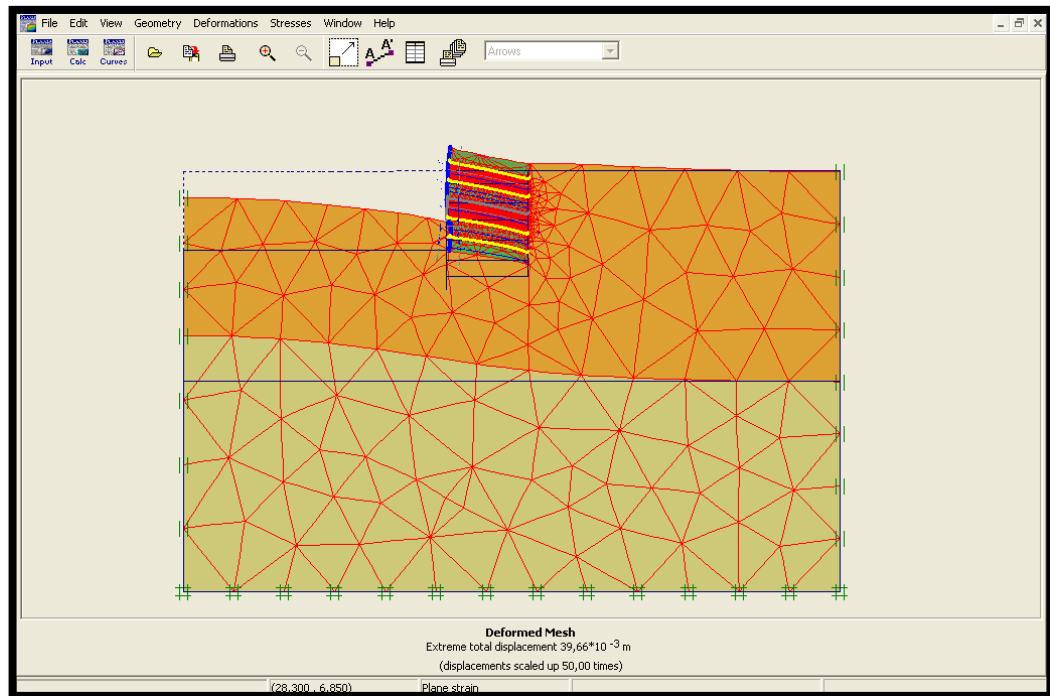 File Edit View Geometry Deformations Stresses Window Help
Input Calc Curves A A' Arrows
Deformed Mesh
Extreme total displacement 39,66*10 -3 m
(displacements scaled up 50,00 times)
(28.300 , 6.850) Plane strain